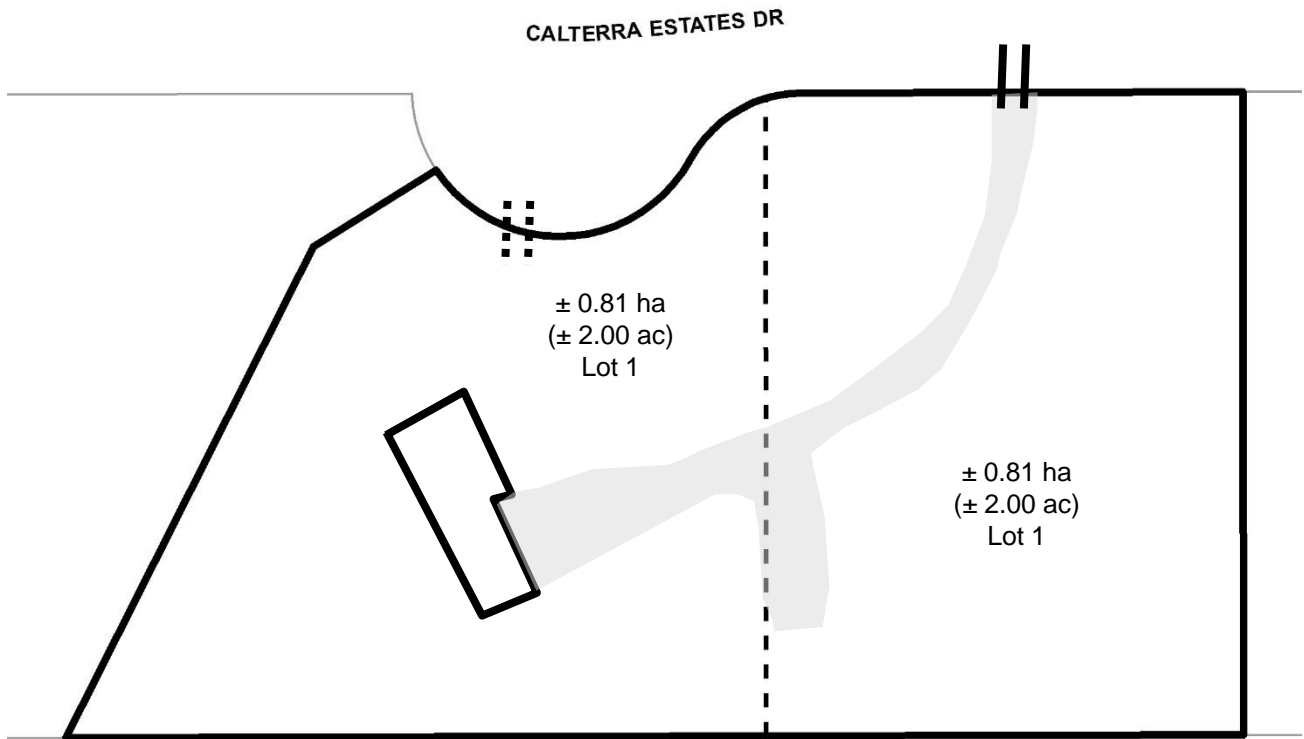 CALTERRA ESTATES DR
± 0.81 ha
(± 2.00 ac)
Lot 1
± 0.81 ha
(± 2.00 ac)
Lot 1